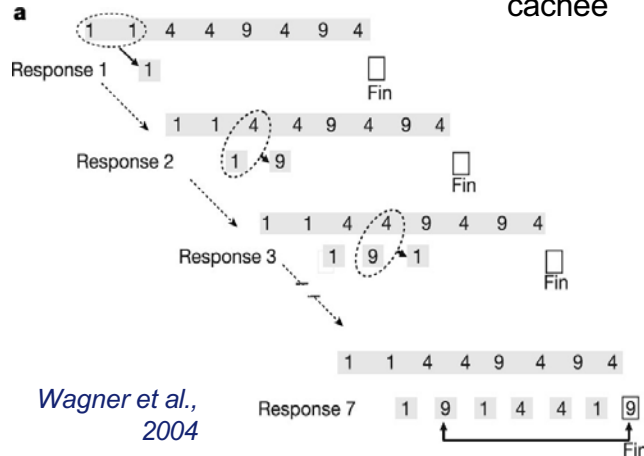 cachée
a
1 1 4 4 9 4 9 4
Response 1 1
Fin
1 1 4 4 9 4 9 4
Response 2 1 9
Fin
1 1 4 4 9 4 9 4
Response 3 1 9 1
Fin
1 1 4 4 9 4 9 4
Wagner et al.,
2004
Response 7 1 9 1 4 4 1 9
Fin